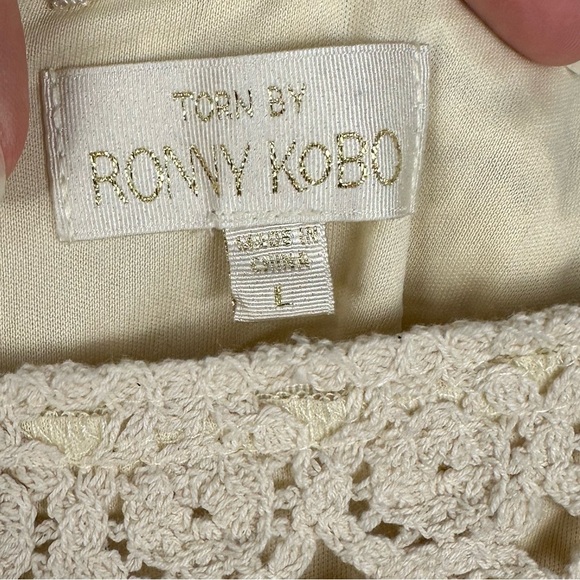 TORN BY
RONNY KOBO
MADE IN
CHINA
L